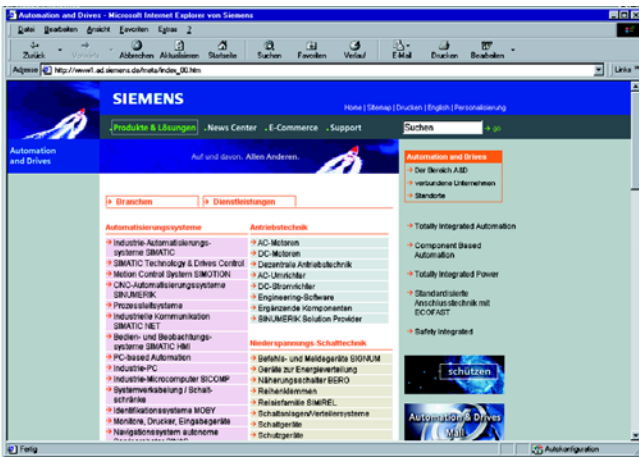 Automation and Drives - Microsoft Internet Explorer von Siemens
Datei Bearbeiten Ansicht Favoriten Extras ?
Zurück Vorwärts Abbrechen Aktualisieren Startseite Suchen Favoriten Verlauf E-Mail Drucken Bearbeiten
Adresse http://www1.ad.siemens.de/meta/index_00.htm Links »
SIEMENS
Home | Sitemap | Drucken | English | Personalisierung
Produkte & Lösungen News Center E-Commerce Support Suchen go
Automation
and Drives
Auf und davon. Allen Anderen.
Branchen Dienstleistungen
Automatisierungssysteme
Industrie-Automatisierungs-
systeme SIMATIC
SIMATIC Technology & Drives Control
Motion Control System SIMOTION
CNC-Automatisierungssysteme
SINUMERIK
Prozessleitsysteme
Industrielle Kommunikation
SIMATIC NET
Bedien- und Beobachtungs-
systeme SIMATIC HMI
PC-based Automation
Industrie-PC
Industrie-Microcomputer SICOMP
Systemverkabelung / Schalt-
schränke
Identifikationssysteme MOBY
Monitore, Drucker, Eingabegeräte
Navigationssystem autonome
Antriebstechnik
AC-Motoren
DC-Motoren
Dezentrale Antriebstechnik
AC-Umrichter
DC-Stromrichter
Engineering-Software
Ergänzende Komponenten
SINUMERIK Solution Provider
Niederspannungs-Schalttechnik
Befehls- und Meldegeräte SIGNUM
Geräte zur Energieverteilung
Näherungsschalter BERO
Reihenklemmen
Relaisfamilie SIMIREL
Schaltanlagen/Verteilersysteme
Schaltgeräte
Schutzgeräte
Automation and Drives
Der Bereich A&D
verbundene Unternehmen
Standorte
Totally Integrated Automation
Component Based
Automation
Totally Integrated Power
Standardisierte
Anschlusstechnik mit
ECOFAST
Safety Integrated
schützen
Automation & Drives
Mall
Fertig Autokonfiguration